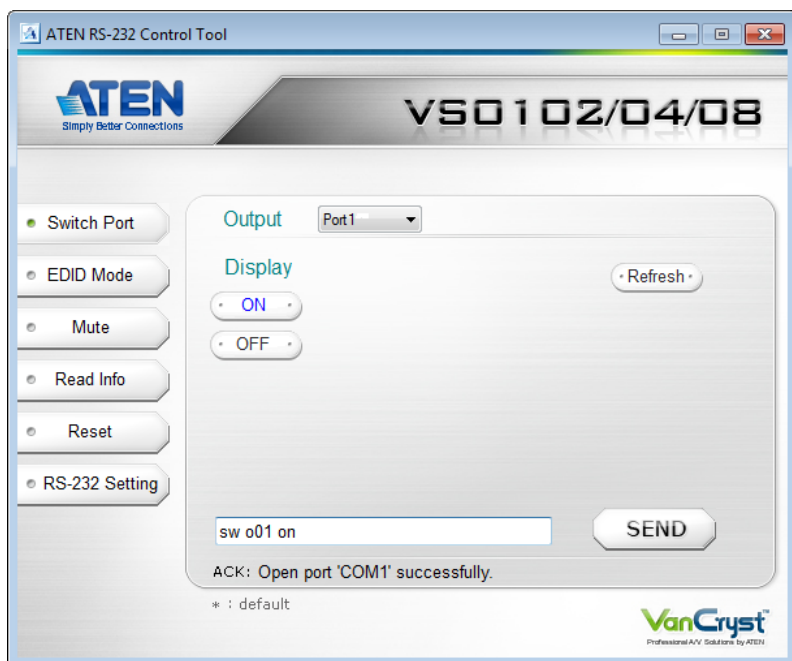 ATEN RS-232 Control Tool
ATEN
Simply Better Connections
VS0102/04/08
Switch Port
EDID Mode
Mute
Read Info
Reset
RS-232 Setting
Output
Port1
Display
ON
OFF
Refresh
sw o01 on
SEND
ACK: Open port 'COM1' successfully.
* : default
VanCryst™
Professional A/V Solutions by ATEN